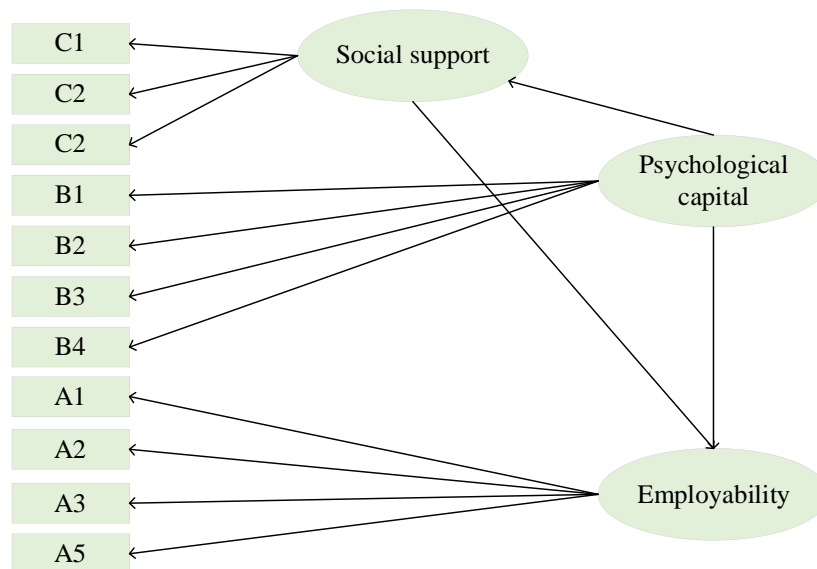 C1
C2
C2
B1
B2
B3
B4
A1
A2
A3
A5
Social support
Psychological
capital
Employability